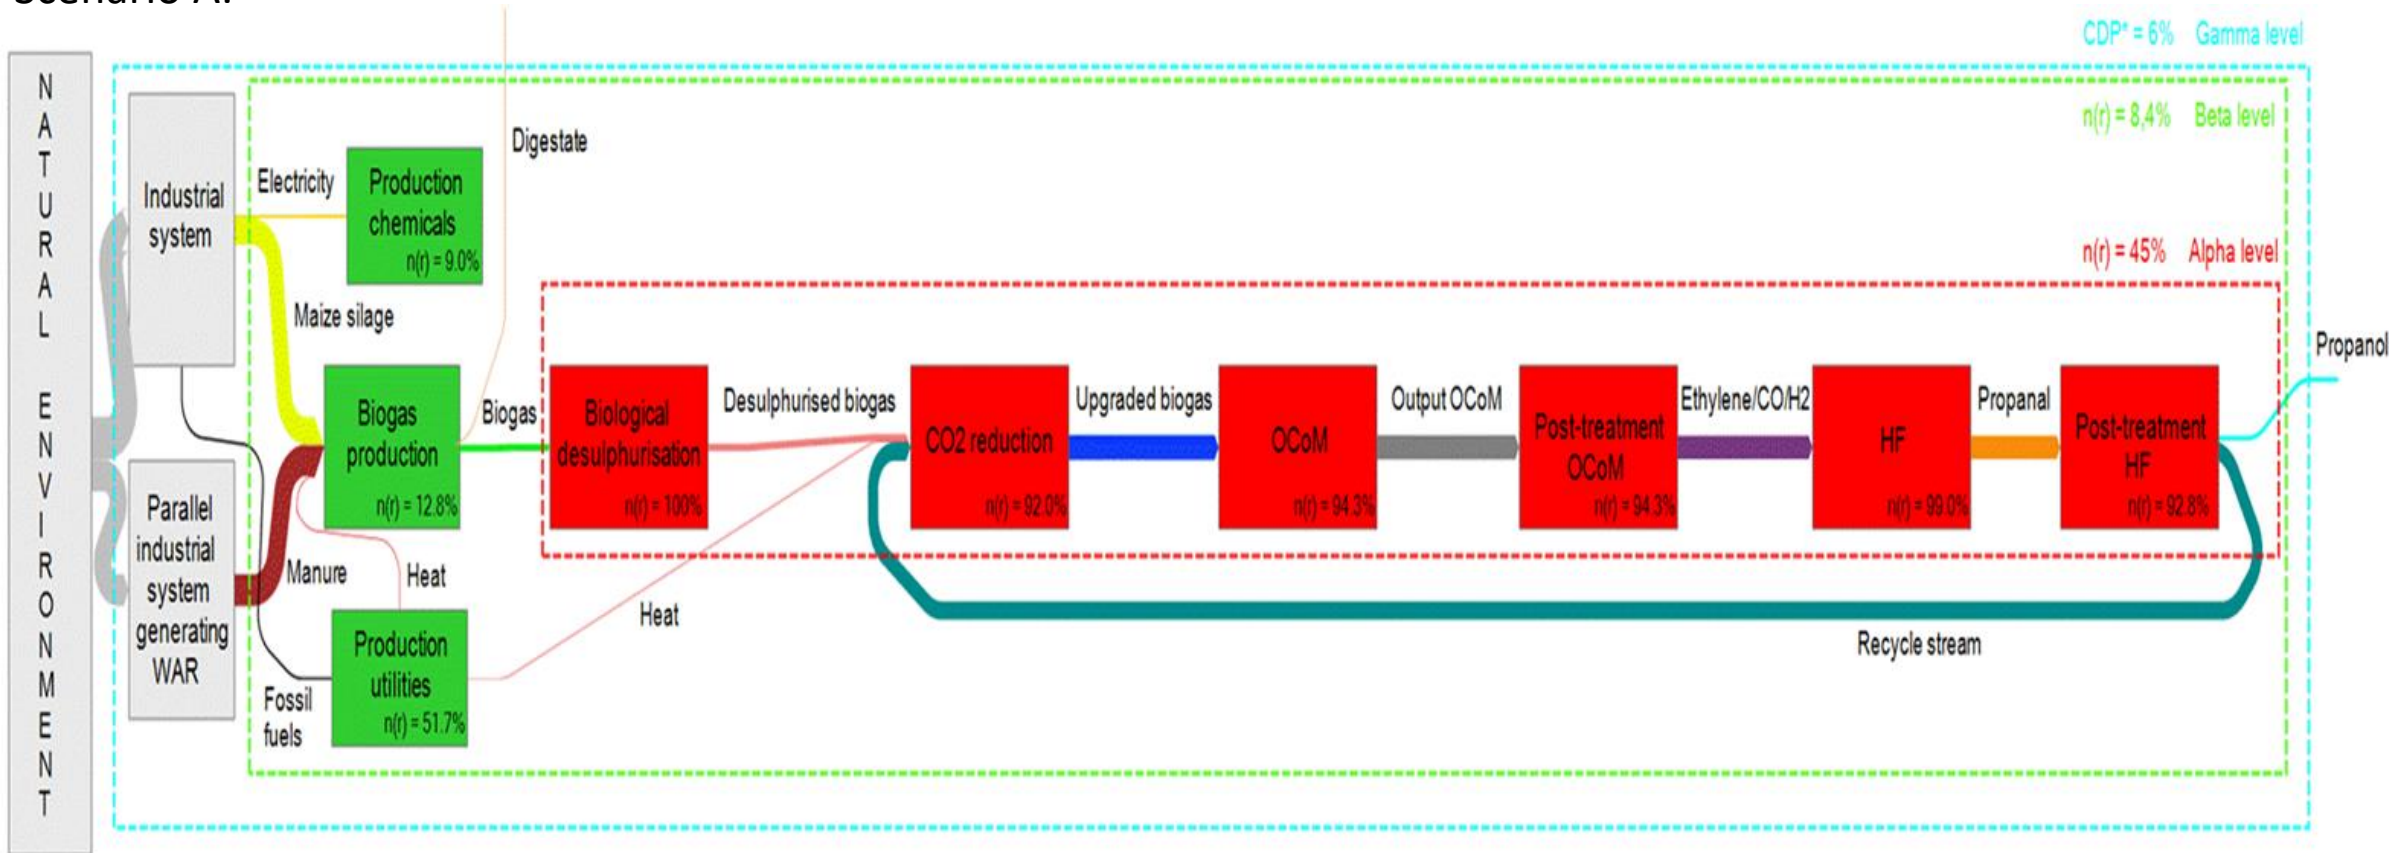 Scenario A:
CDP* = 6% Gamma level
n(r) = 8,4% Beta level
n(r) = 45% Alpha level
NATURAL ENVIRONMENT
Industrial
system
Electricity
Production
chemicals
n(r) = 9.0%
Digestate
Maize silage
Biogas
production
n(r) = 12.8%
Biogas
Biological
desulphurisation
n(r) = 100%
Desulphurised biogas
CO2 reduction
n(r) = 92.0%
Upgraded biogas
OCoM
n(r) = 94.3%
Output OCoM
Post-treatment
OCoM
n(r) = 94.3%
Ethylene/CO/H2
HF
n(r) = 99.0%
Propanal
Post-treatment
HF
n(r) = 92.8%
Propanol
Parallel
industrial
system
generating
WAR
Manure
Heat
Heat
Fossil
fuels
Production
utilities
n(r) = 51.7%
Recycle stream